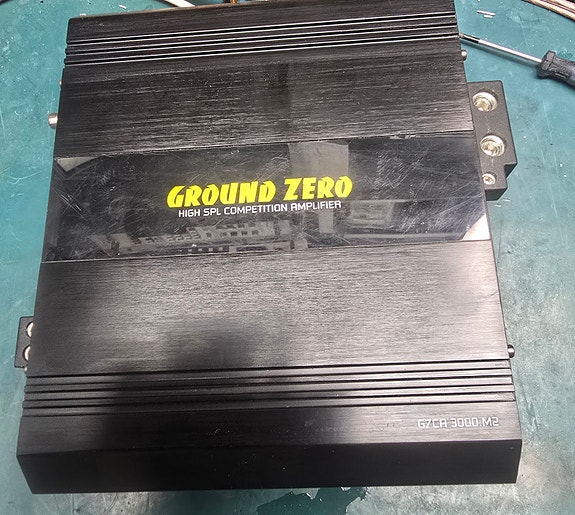 GROUND ZERO
HIGH SPL COMPETITION AMPLIFIER
GZCA 3000.M2